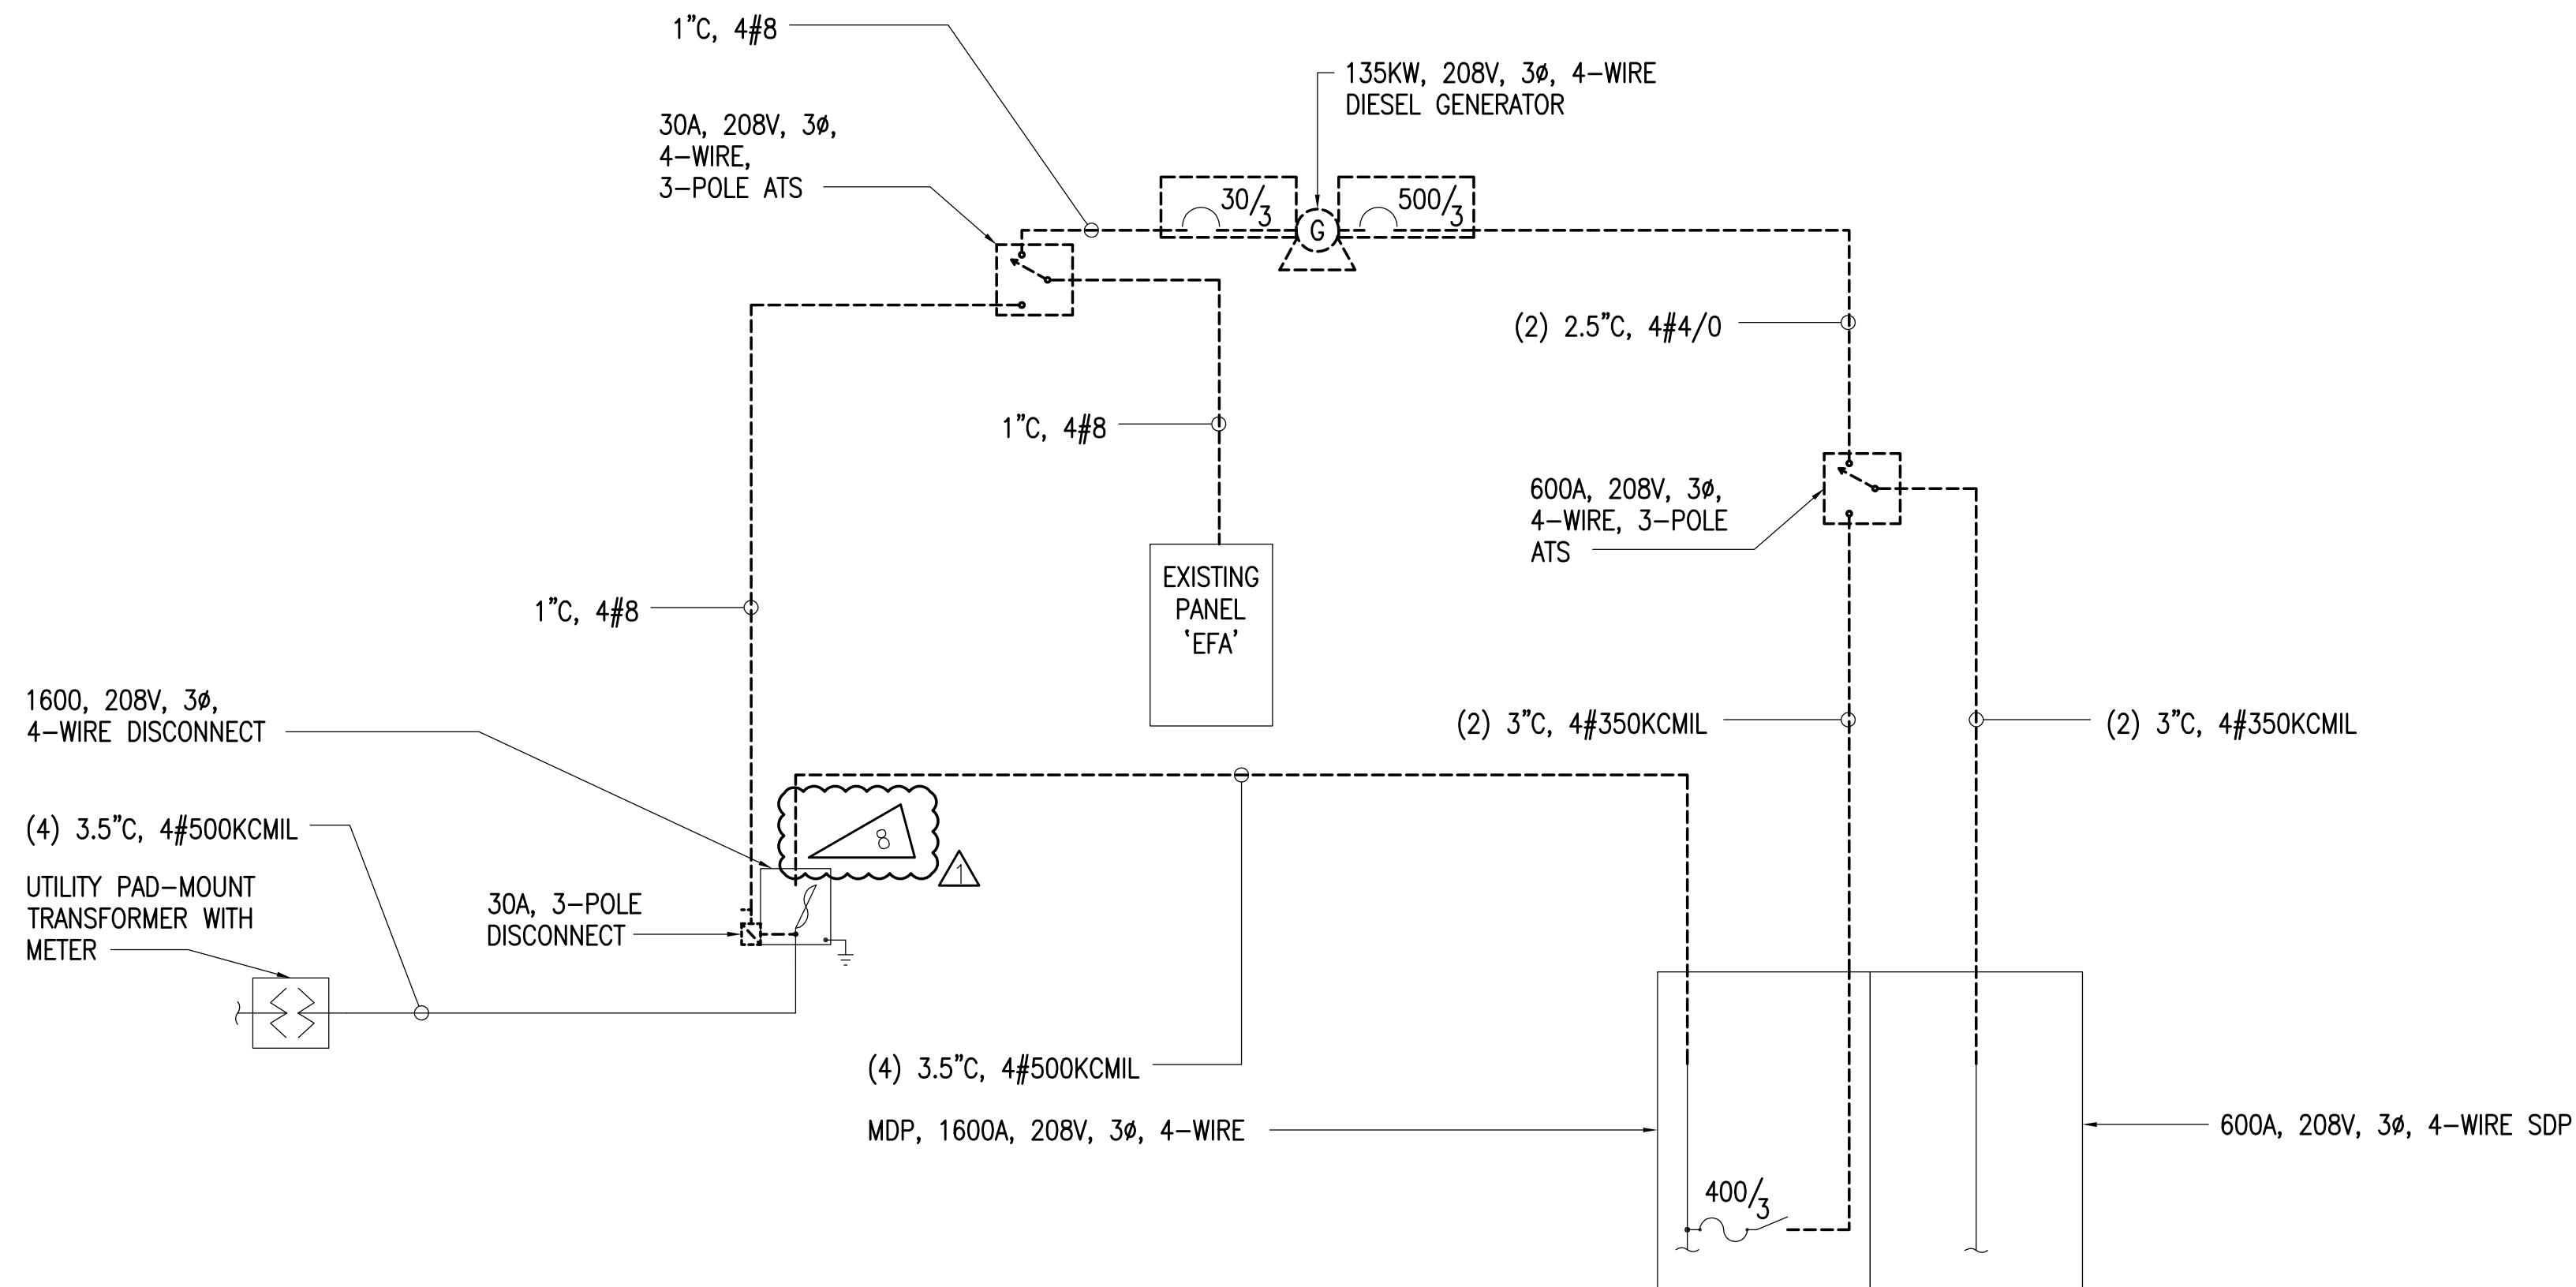 1"C, 4#8
135KW, 208V, 3ø, 4-WIRE
DIESEL GENERATOR
30A, 208V, 3ø,
4-WIRE,
3-POLE ATS
30/3
G
500/3
(2) 2.5"C, 4#4/0
1"C, 4#8
600A, 208V, 3ø,
4-WIRE, 3-POLE
ATS
EXISTING
PANEL
'EFA'
1"C, 4#8
1600, 208V, 3ø,
4-WIRE DISCONNECT
(2) 3"C, 4#350KCMIL
(2) 3"C, 4#350KCMIL
(4) 3.5"C, 4#500KCMIL
8
1
UTILITY PAD-MOUNT
TRANSFORMER WITH
METER
30A, 3-POLE
DISCONNECT
(4) 3.5"C, 4#500KCMIL
MDP, 1600A, 208V, 3ø, 4-WIRE
600A, 208V, 3ø, 4-WIRE SDP
400/3